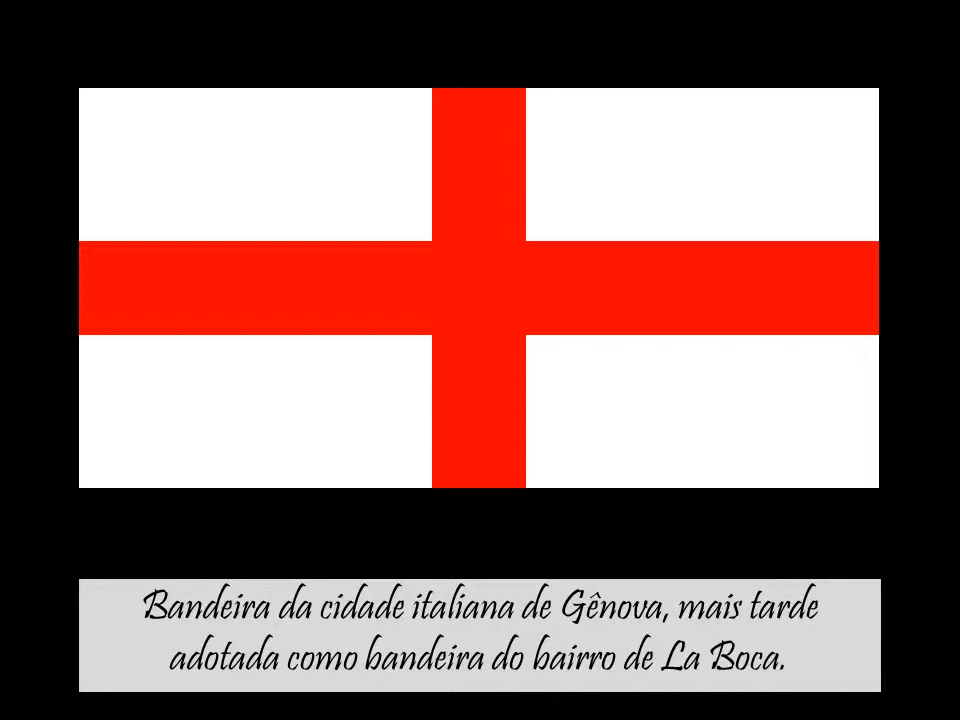 Bandeira da cidade italiana de Gênova, mais tarde
adotada como bandeira do bairro de La Boca.